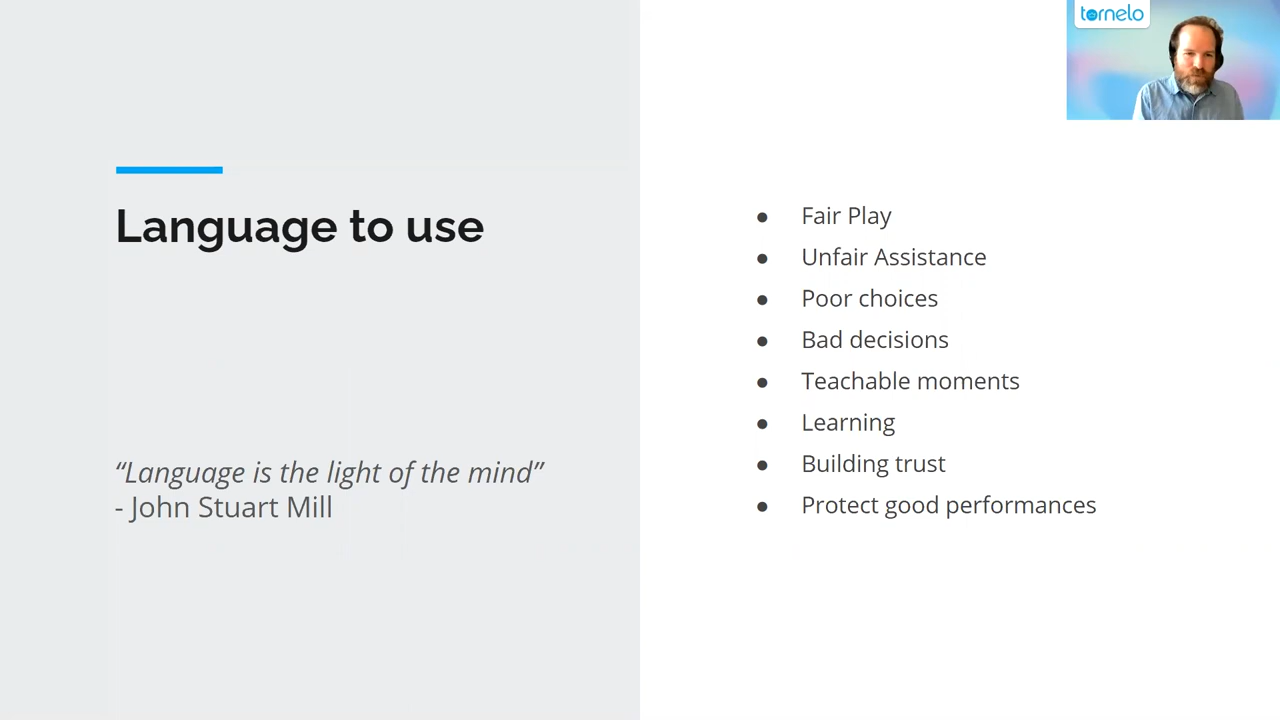 tornelo
Language to use
“Language is the light of the mind”
- John Stuart Mill
● Fair Play
● Unfair Assistance
● Poor choices
● Bad decisions
● Teachable moments
● Learning
● Building trust
● Protect good performances